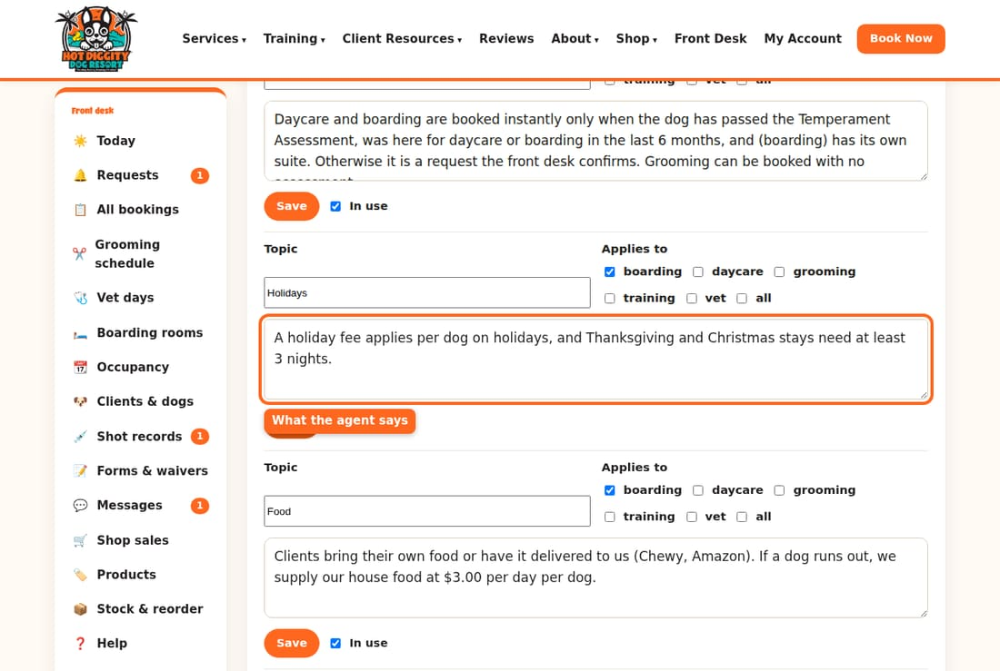 HOT DIGGITY
DOG RESORT
Services ▾
Training ▾
Client Resources ▾
Reviews
About ▾
Shop ▾
Front Desk
My Account
Book Now
Front desk
Today
Requests 1
All bookings
Grooming
schedule
Vet days
Boarding rooms
Occupancy
Clients & dogs
Shot records 1
Forms & waivers
Messages 1
Shop sales
Products
Stock & reorder
Help
training vet all
Daycare and boarding are booked instantly only when the dog has passed the Temperament
Assessment, was here for daycare or boarding in the last 6 months, and (boarding) has its own
suite. Otherwise it is a request the front desk confirms. Grooming can be booked with no
assessment.
Save In use
Topic
Applies to
boarding daycare grooming
Holidays
training vet all
A holiday fee applies per dog on holidays, and Thanksgiving and Christmas stays need at least
3 nights.
What the agent says
Topic
Applies to
boarding daycare grooming
Food
training vet all
Clients bring their own food or have it delivered to us (Chewy, Amazon). If a dog runs out, we
supply our house food at $3.00 per day per dog.
Save In use